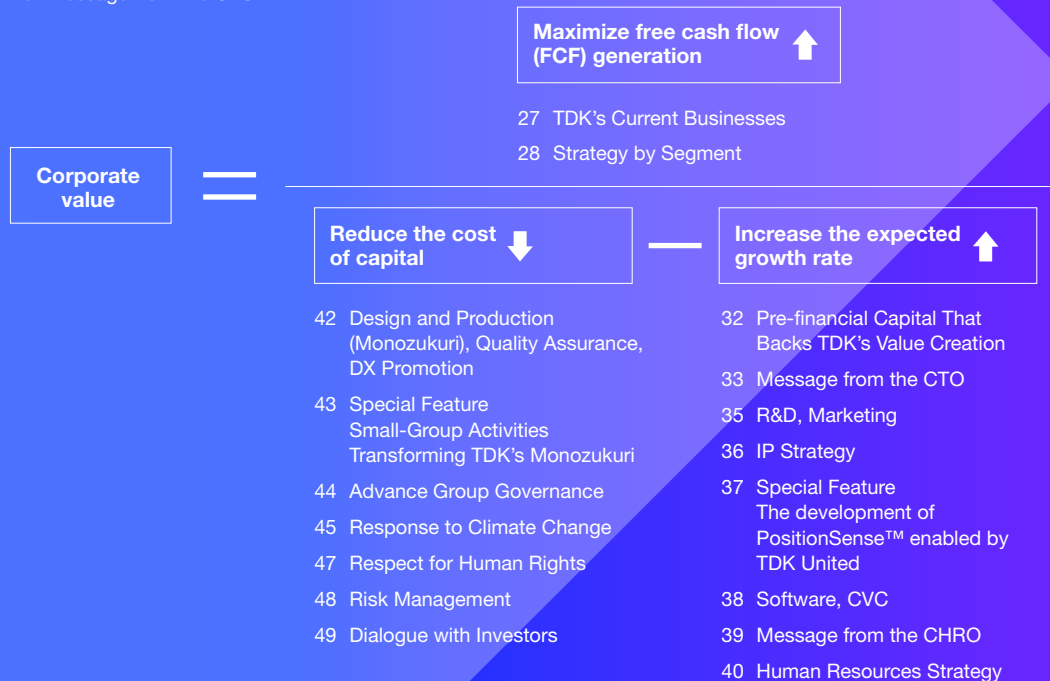 Maximize free cash flow
(FCF) generation
27 TDK's Current Businesses
28 Strategy by Segment
Corporate
value
Reduce the cost
of capital
Increase the expected
growth rate
42 Design and Production
(Monozukuri), Quality Assurance,
DX Promotion
43 Special Feature
Small-Group Activities
Transforming TDK's Monozukuri
44 Advance Group Governance
45 Response to Climate Change
47 Respect for Human Rights
48 Risk Management
49 Dialogue with Investors
32 Pre-financial Capital That
Backs TDK's Value Creation
33 Message from the CTO
35 R&D, Marketing
36 IP Strategy
37 Special Feature
The development of
PositionSense™ enabled by
TDK United
38 Software, CVC
39 Message from the CHRO
40 Human Resources Strategy